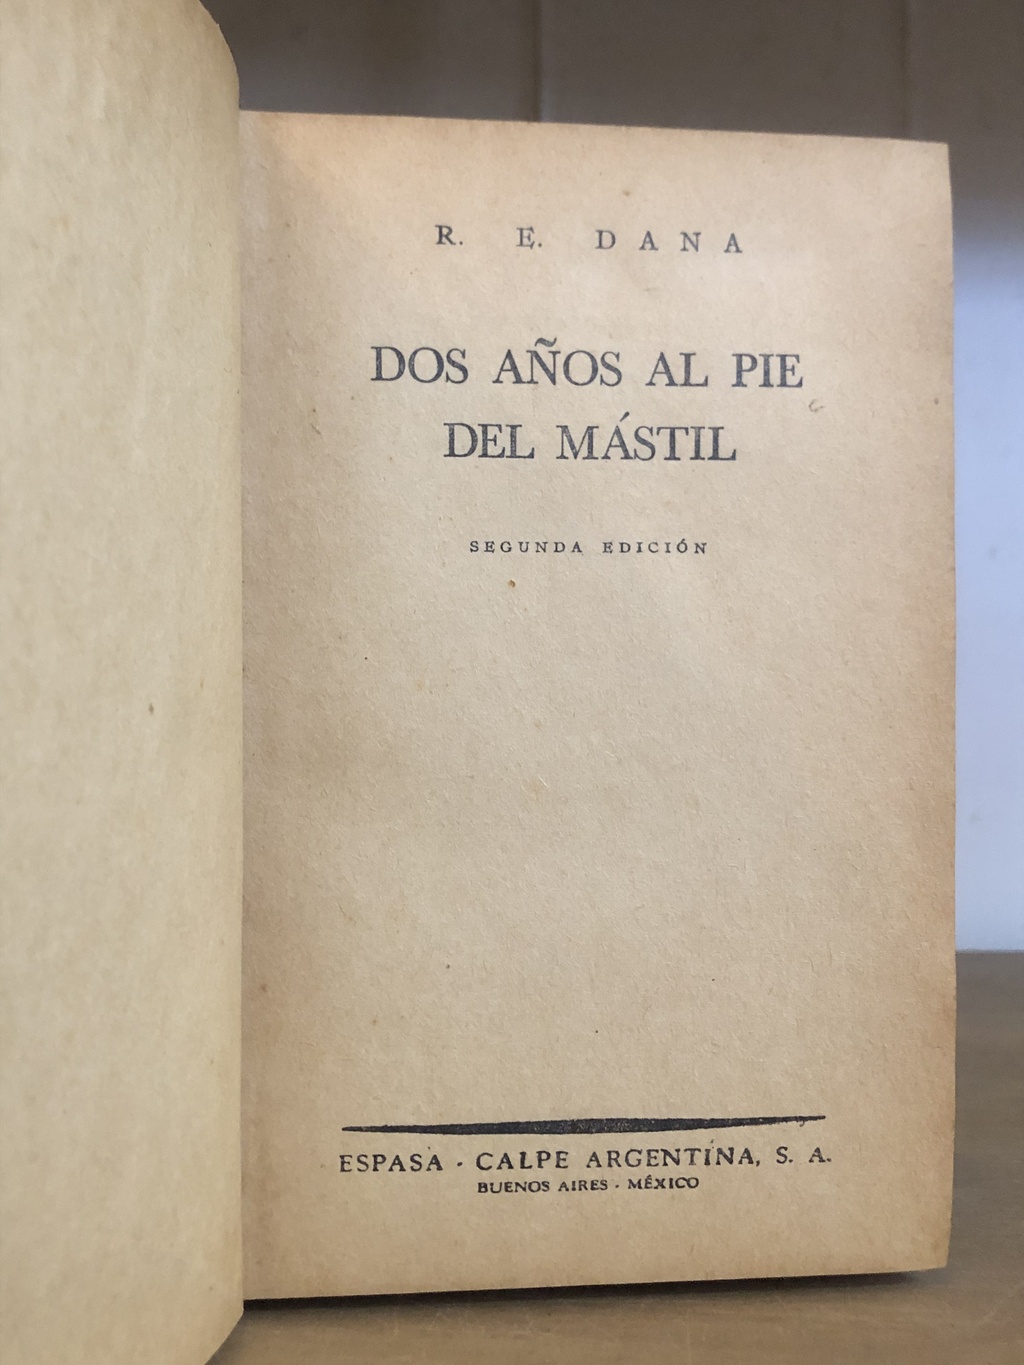 R. E. DANA
DOS AÑOS AL PIE
DEL MÁSTIL
SEGUNDA EDICIÓN
ESPASA - CALPE ARGENTINA, S. A.
BUENOS AIRES - MÉXICO